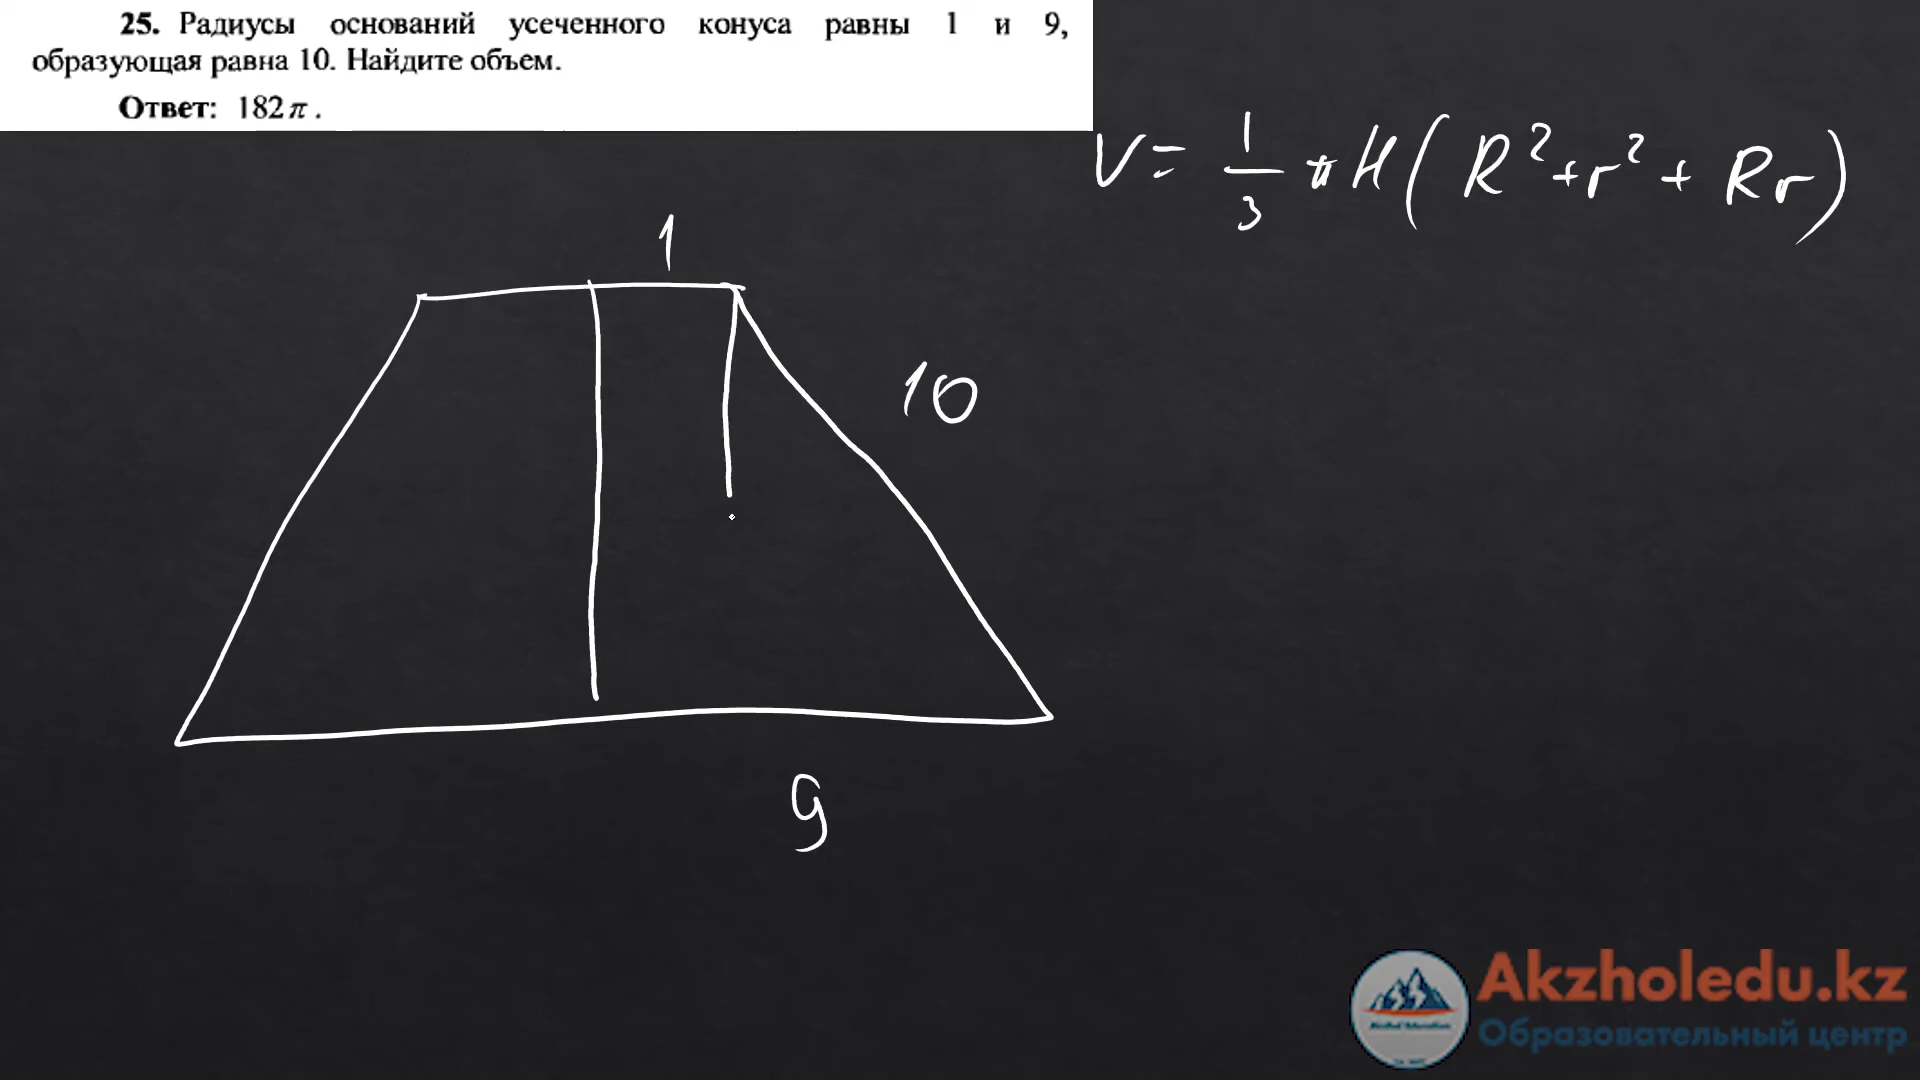 25. Радиусы оснований усеченного конуса равны 1 и 9,
образующая равна 10. Найдите объем.
Ответ: 182π.
V = 1/3 π H ( R² + r² + Rr )
1
10
9
Akzholedu.kz
Образовательный центр